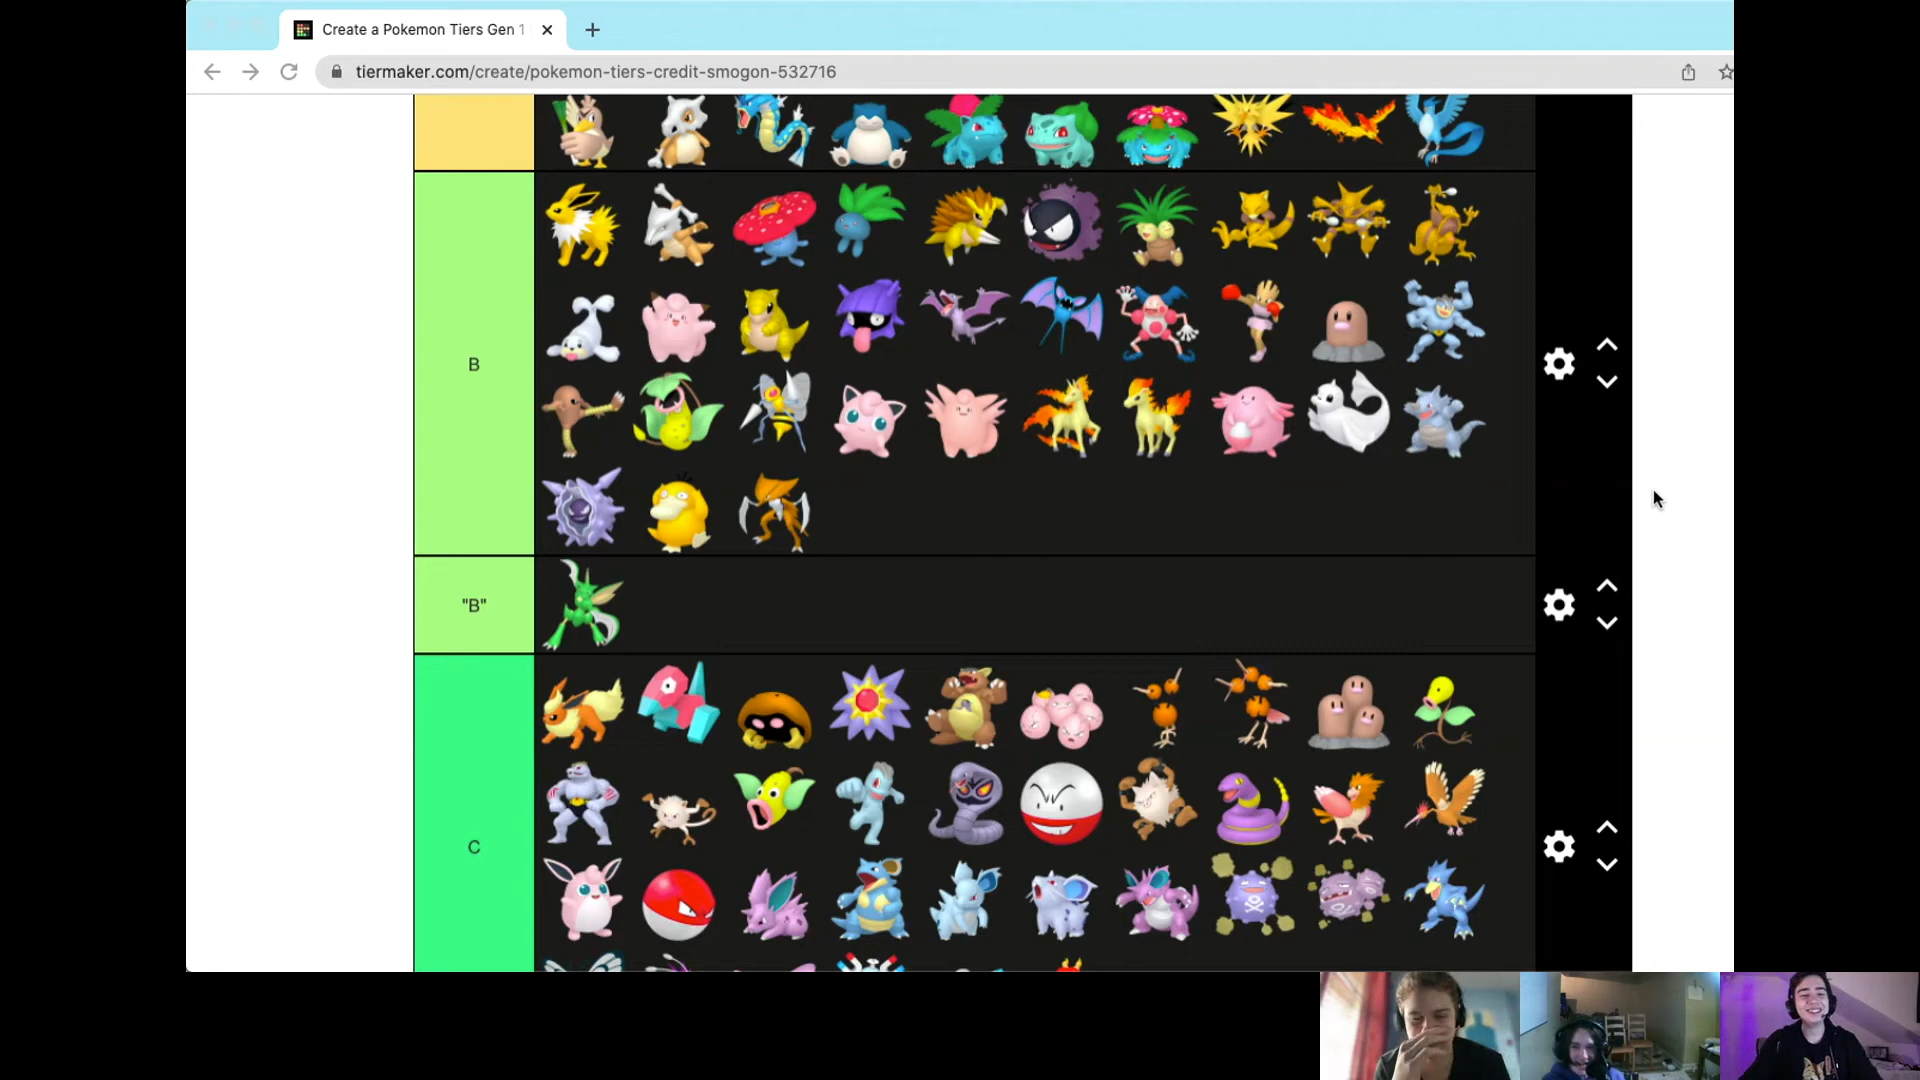 Create a Pokemon Tiers Gen 1
tiermaker.com/create/pokemon-tiers-credit-smogon-532716
B
"B"
C